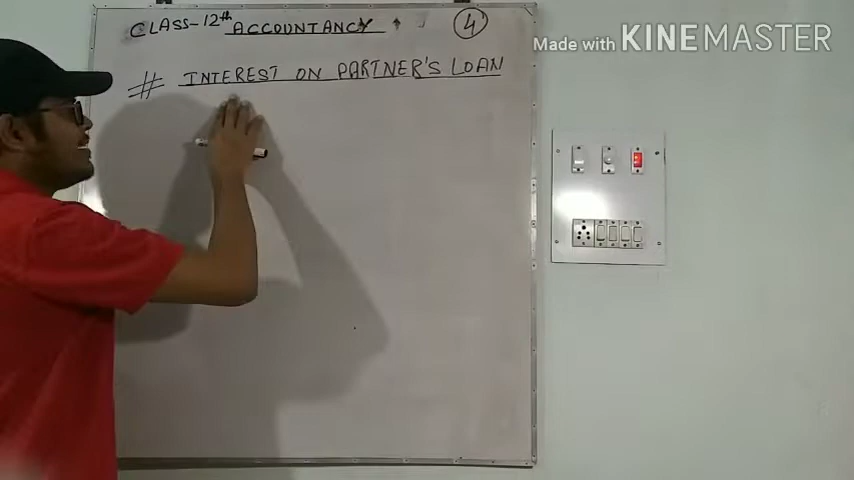 CLASS-12th ACCOUNTANCY 4
Made with KINEMASTER
# INTEREST ON PARTNER'S LOAN